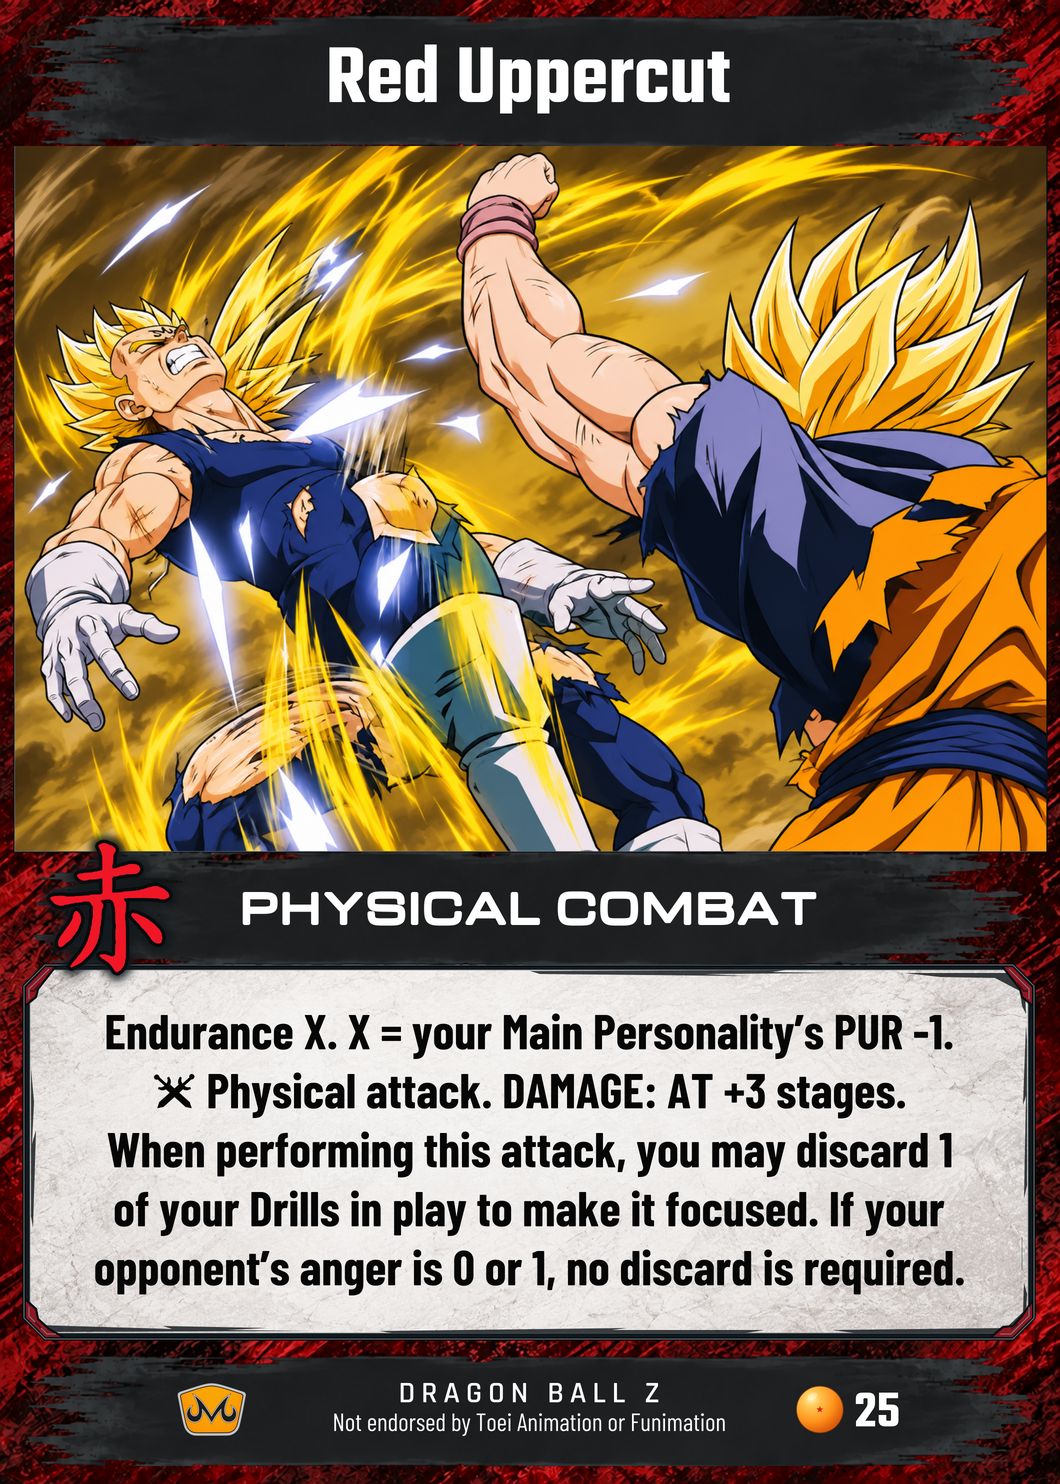 Red Uppercut
赤
PHYSICAL COMBAT
Endurance X. X = your Main Personality’s PUR -1.
Physical attack. DAMAGE: AT +3 stages.
When performing this attack, you may discard 1
of your Drills in play to make it focused. If your
opponent’s anger is 0 or 1, no discard is required.
DRAGON BALL Z
Not endorsed by Toei Animation or Funimation
25